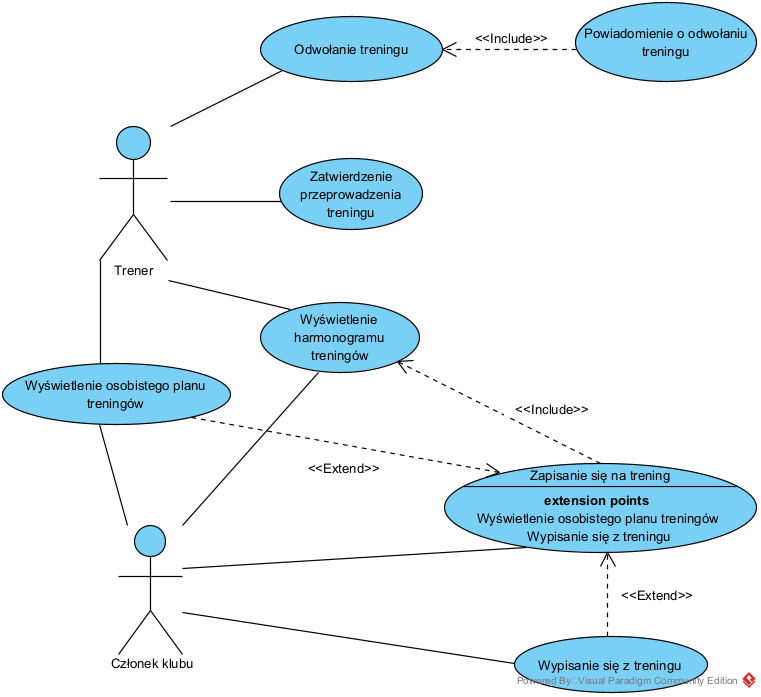 Odwołanie treningu
<<Include>>
Powiadomienie o odwołaniu
treningu
Zatwierdzenie
przeprowadzenia
treningu
Trener
Wyświetlenie
harmonogramu
treningów
Wyświetlenie osobistego planu
treningów
<<Include>>
<<Extend>>
Zapisanie się na trening
extension points
Wyświetlenie osobistego planu treningów
Wypisanie się z treningu
<<Extend>>
Członek klubu
Wypisanie się z treningu
Powered By: Visual Paradigm Community Edition